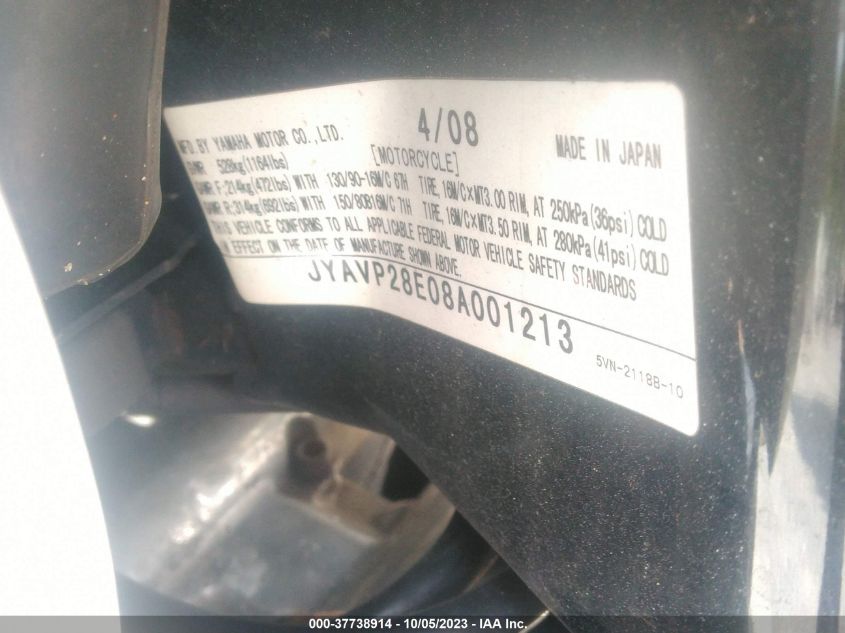 MFD. BY YAMAHA MOTOR CO., LTD. 4/08 MADE IN JAPAN
GVWR 528kg(1164lbs) [MOTORCYCLE]
GAWR F: 214kg(472lbs) WITH 130/90-16M/C 67H TIRE, 16M/C×MT3.00 RIM, AT 250kPa(36psi) COLD
GAWR R: 314kg(692lbs) WITH 150/80B16M/C 71H TIRE, 16M/C×MT3.50 RIM, AT 280kPa(41psi) COLD
THIS VEHICLE CONFORMS TO ALL APPLICABLE FEDERAL MOTOR VEHICLE SAFETY STANDARDS
IN EFFECT ON THE DATE OF MANUFACTURE SHOWN ABOVE.
JYAVP28E08A001213
5VN-2118B-10
000-37738914 - 10/05/2023 - IAA Inc.